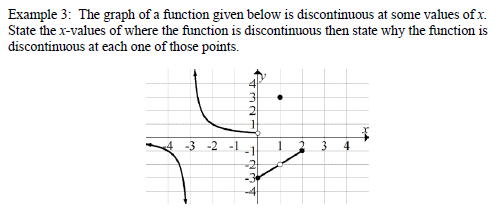 Example 3: The graph of a function given below is discontinuous at some values of x.
State the x-values of where the function is discontinuous then state why the function is
discontinuous at each one of those points.
y
4
3
2
1
-4 -3 -2 -1 1 2 3 4 x
-1
-2
-3
-4